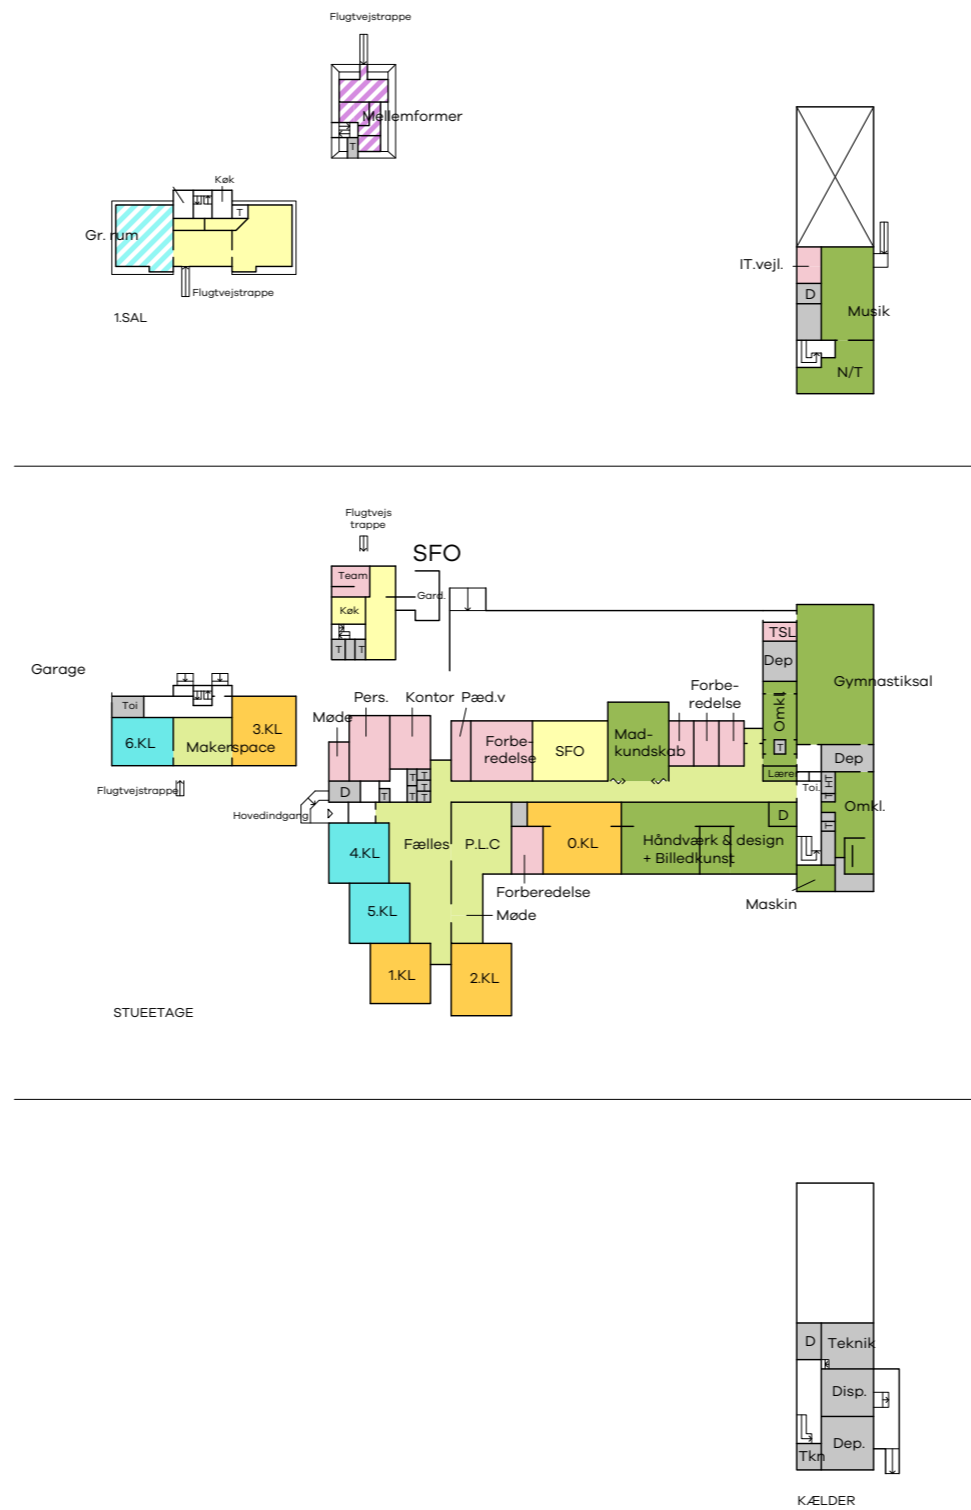 Flugtvejstrappe
Mellemformer
T
Køk
T
Gr. rum
Flugtvejstrappe
1.SAL
IT.vejl.
D
Musik
N/T
Flugtvejs
trappe
SFO
Team
Gard.
Køk
T
T
T
Garage
Toi
6.KL
Makerspace
3.KL
Flugtvejstrappe
Møde
Pers.
Kontor
Pæd.v
Forbe-
redelse
SFO
Mad-
kundskab
Forbe-
redelse
TSL
Dep
Omkl.
T
Lærer
Gymnastiksal
Dep
Toi.
HT
T
Omkl.
T
T
D
T
T
T
T
T
T
T
Hovedindgang
4.KL
Fælles
P.L.C
0.KL
Håndværk & design
+ Billedkunst
D
Forberedelse
Maskin
5.KL
Møde
1.KL
2.KL
STUEETAGE
D
Teknik
Disp.
Dep.
Tkn
KÆLDER